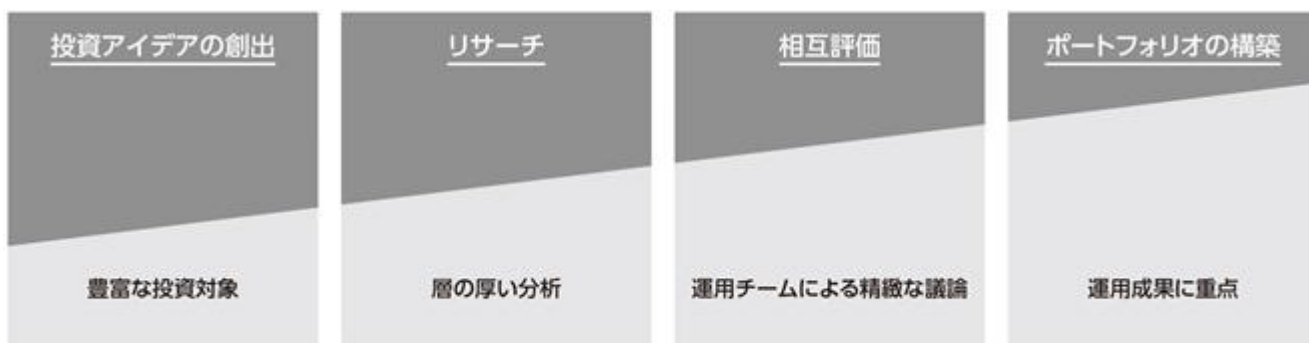 投資アイデアの創出
リサーチ
相互評価
ポートフォリオの構築
豊富な投資対象
層の厚い分析
運用チームによる精緻な議論
運用成果に重点